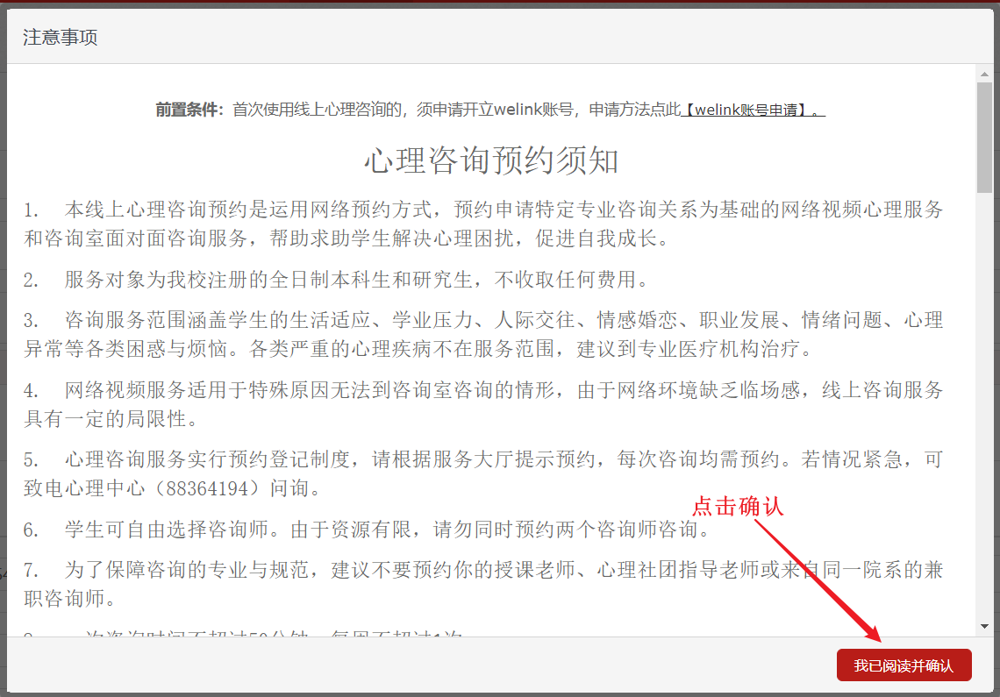 注意事项
前置条件：首次使用线上心理咨询的，须申请开立welink账号，申请方法点此【welink账号申请】。
心理咨询预约须知
1. 本线上心理咨询预约是运用网络预约方式，预约申请特定专业咨询关系为基础的网络视频心理服务
和咨询室面对面咨询服务，帮助求助学生解决心理困扰，促进自我成长。
2. 服务对象为我校注册的全日制本科生和研究生，不收取任何费用。
3. 咨询服务范围涵盖学生的生活适应、学业压力、人际交往、情感婚恋、职业发展、情绪问题、心理
异常等各类困惑与烦恼。各类严重的心理疾病不在服务范围，建议到专业医疗机构治疗。
4. 网络视频服务适用于特殊原因无法到咨询室咨询的情形，由于网络环境缺乏临场感，线上咨询服务
具有一定的局限性。
5. 心理咨询服务实行预约登记制度，请根据服务大厅提示预约，每次咨询均需预约。若情况紧急，可
致电心理中心（88364194）问询。
点击确认
6. 学生可自由选择咨询师。由于资源有限，请勿同时预约两个咨询师咨询。
7. 为了保障咨询的专业与规范，建议不要预约你的授课老师、心理社团指导老师或来自同一院系的兼
职咨询师。
我已阅读并确认